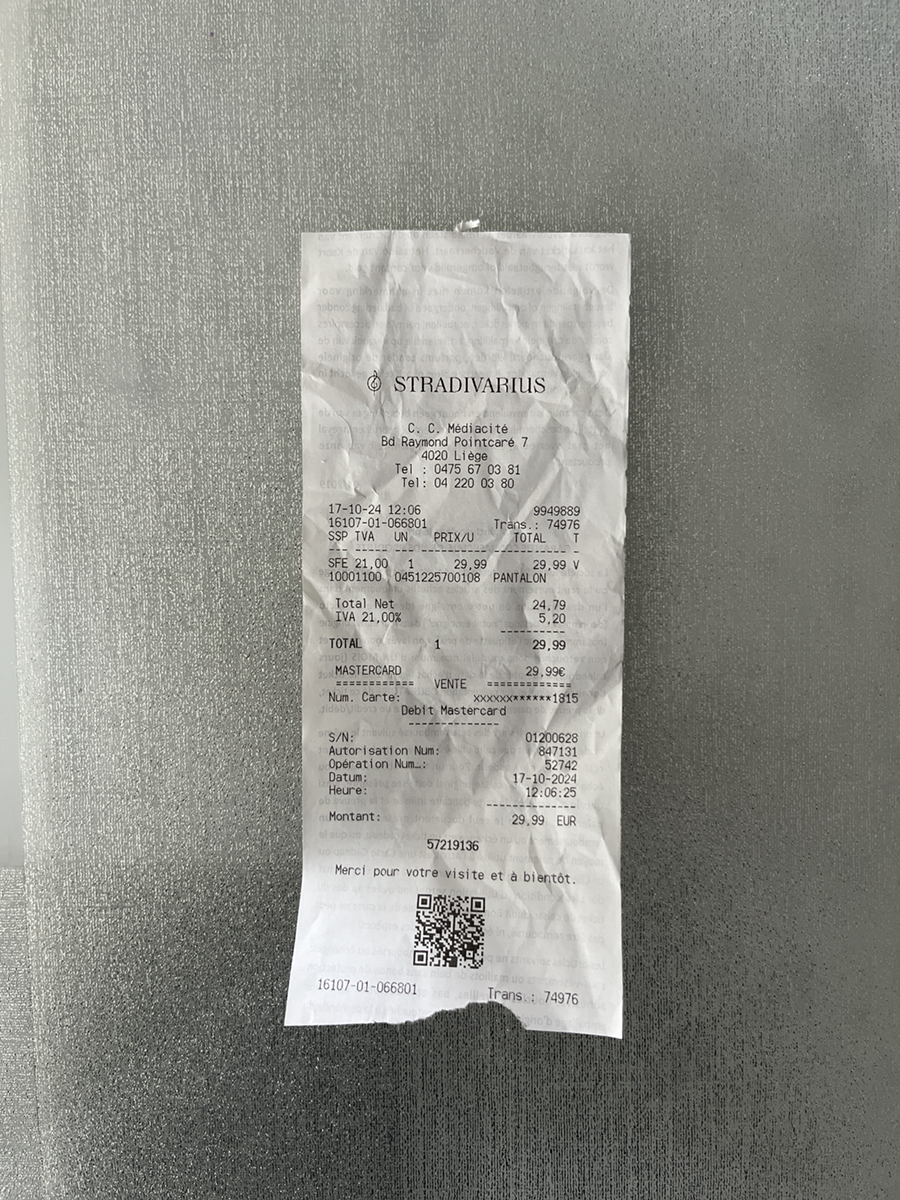 STRADIVARIUS
C. C. Médiacité
Bd Raymond Pointcaré 7
4020 Liège
Tel : 0475 67 03 81
Tel: 04 220 03 80
17-10-24 12:06 9949889
16107-01-066801 Trans.: 74976
SSP TVA UN PRIX/U TOTAL T
SFE 21,00 1 29,99 29,99 V
10001100 0451225700108 PANTALON
Total Net 24,79
IVA 21,00% 5,20
TOTAL 1 29,99
MASTERCARD 29,99€
============ VENTE =============
Num. Carte: xxxxxx******1815
Debit Mastercard
S/N: 01200628
Autorisation Num: 847131
Opération Num…: 52742
Datum: 17-10-2024
Heure: 12:06:25
Montant: 29,99 EUR
57219136
Merci pour votre visite et à bientôt.
16107-01-066801 Trans.: 74976